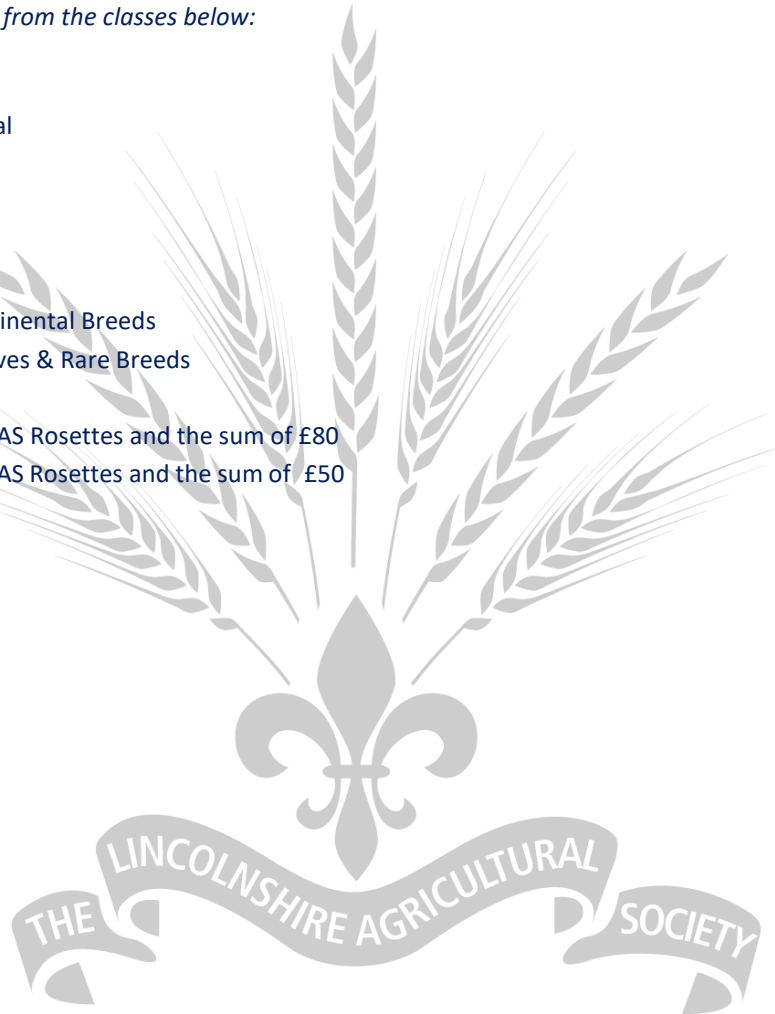 from the classes below:
al
inental Breeds
ves & Rare Breeds
AS Rosettes and the sum of £80
AS Rosettes and the sum of £50
THE LINCOLNSHIRE AGRICULTURAL SOCIETY